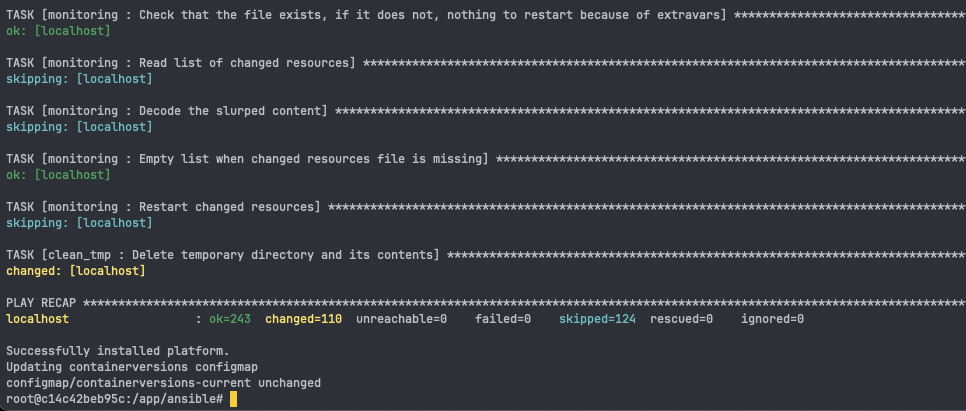 TASK [monitoring : Check that the file exists, if it does not, nothing to restart because of extravars] *********************************
ok: [localhost]
TASK [monitoring : Read list of changed resources] **************************************************************************************
skipping: [localhost]
TASK [monitoring : Decode the slurped content] ******************************************************************************************
skipping: [localhost]
TASK [monitoring : Empty list when changed resources file is missing] *******************************************************************
ok: [localhost]
TASK [monitoring : Restart changed resources] *******************************************************************************************
skipping: [localhost]
TASK [clean_tmp : Delete temporary directory and its contents] **************************************************************************
changed: [localhost]
PLAY RECAP ******************************************************************************************************************************
localhost                  : ok=243  changed=110  unreachable=0    failed=0    skipped=124  rescued=0    ignored=0
Successfully installed platform.
Updating containerversions configmap
configmap/containerversions-current unchanged
root@c14c42beb95c:/app/ansible#